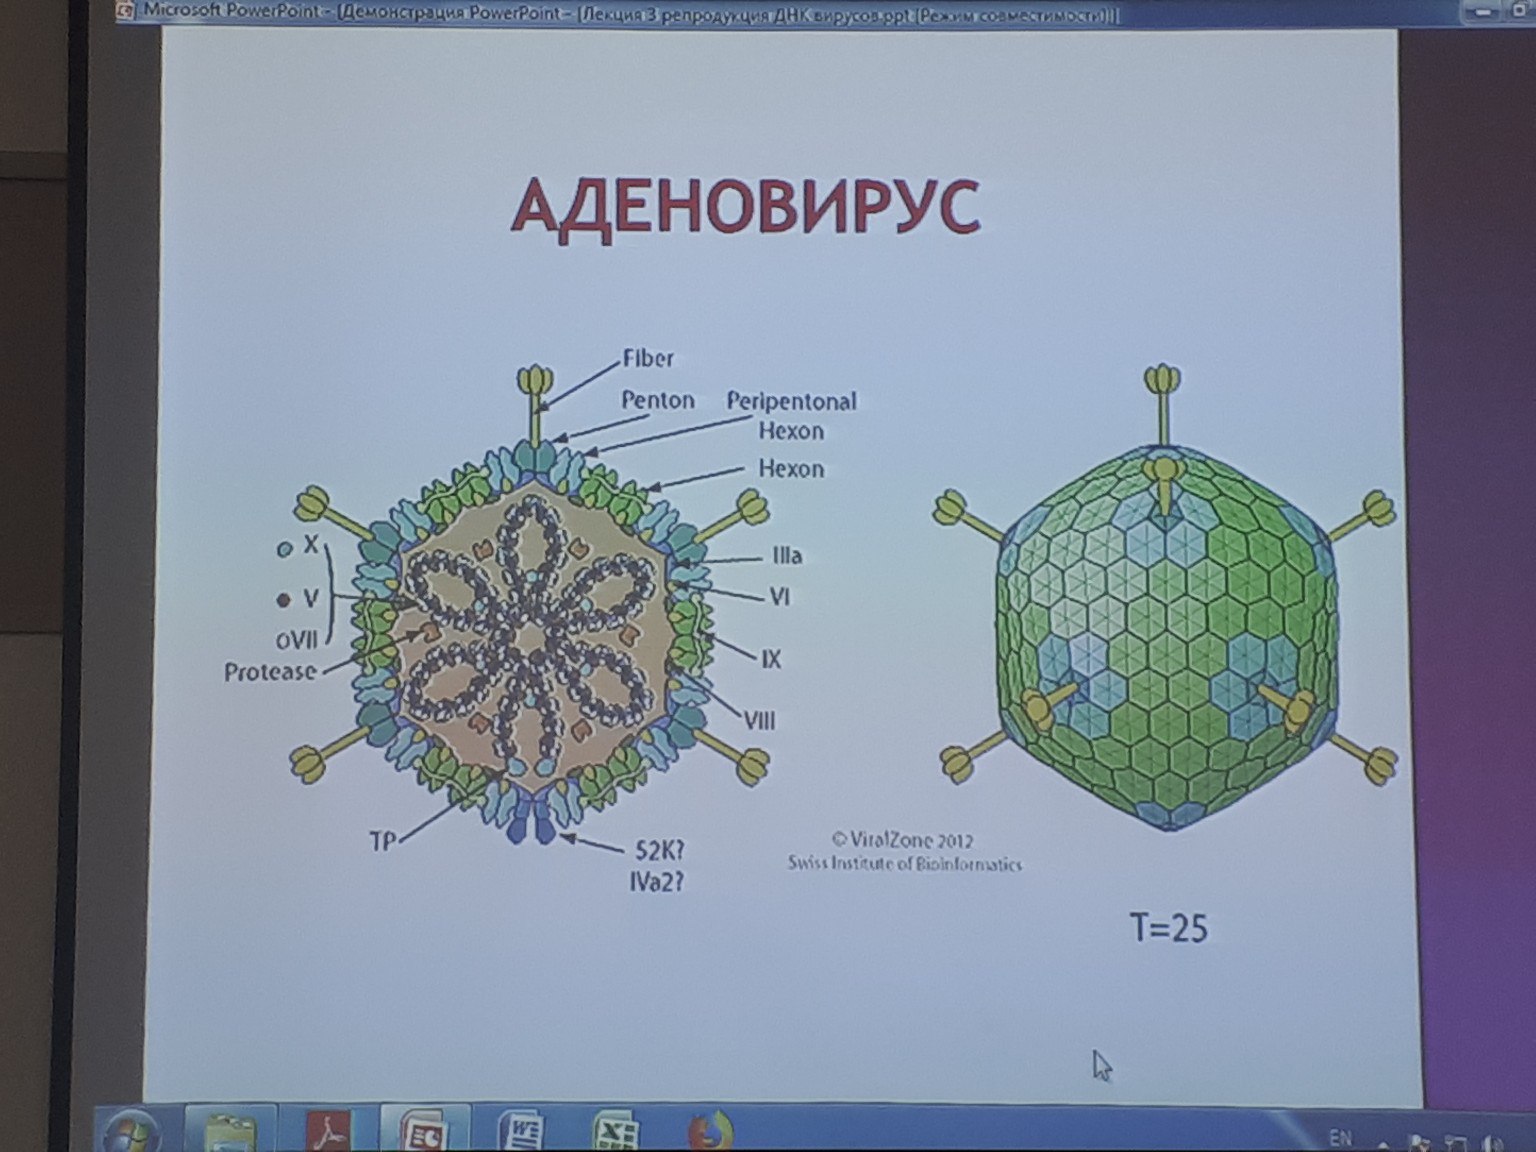 Microsoft PowerPoint - [Демонстрация PowerPoint - [Лекция 3 репродукция ДНК вирусов.ppt [Режим совместимости]]]
АДЕНОВИРУС
Fiber
Penton
Peripentonal
Hexon
Hexon
X
V
VII
Protease
IIIa
VI
IX
VIII
TP
52K?
IVa2?
© ViralZone 2012
Swiss Institute of Bioinformatics
T=25
EN